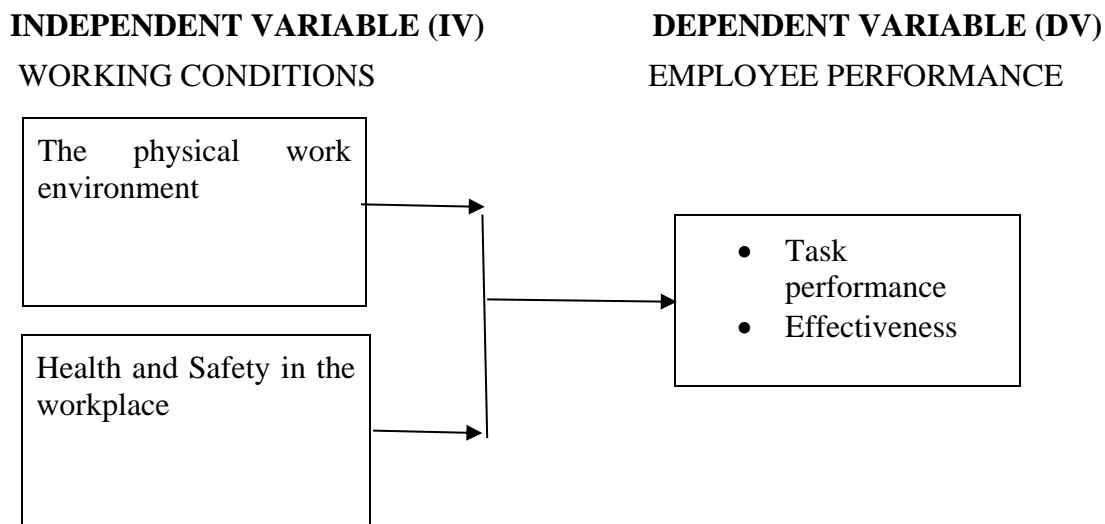 INDEPENDENT VARIABLE (IV) DEPENDENT VARIABLE (DV)
WORKING CONDITIONS EMPLOYEE PERFORMANCE
The physical work
environment
• Task
performance
• Effectiveness
Health and Safety in the
workplace